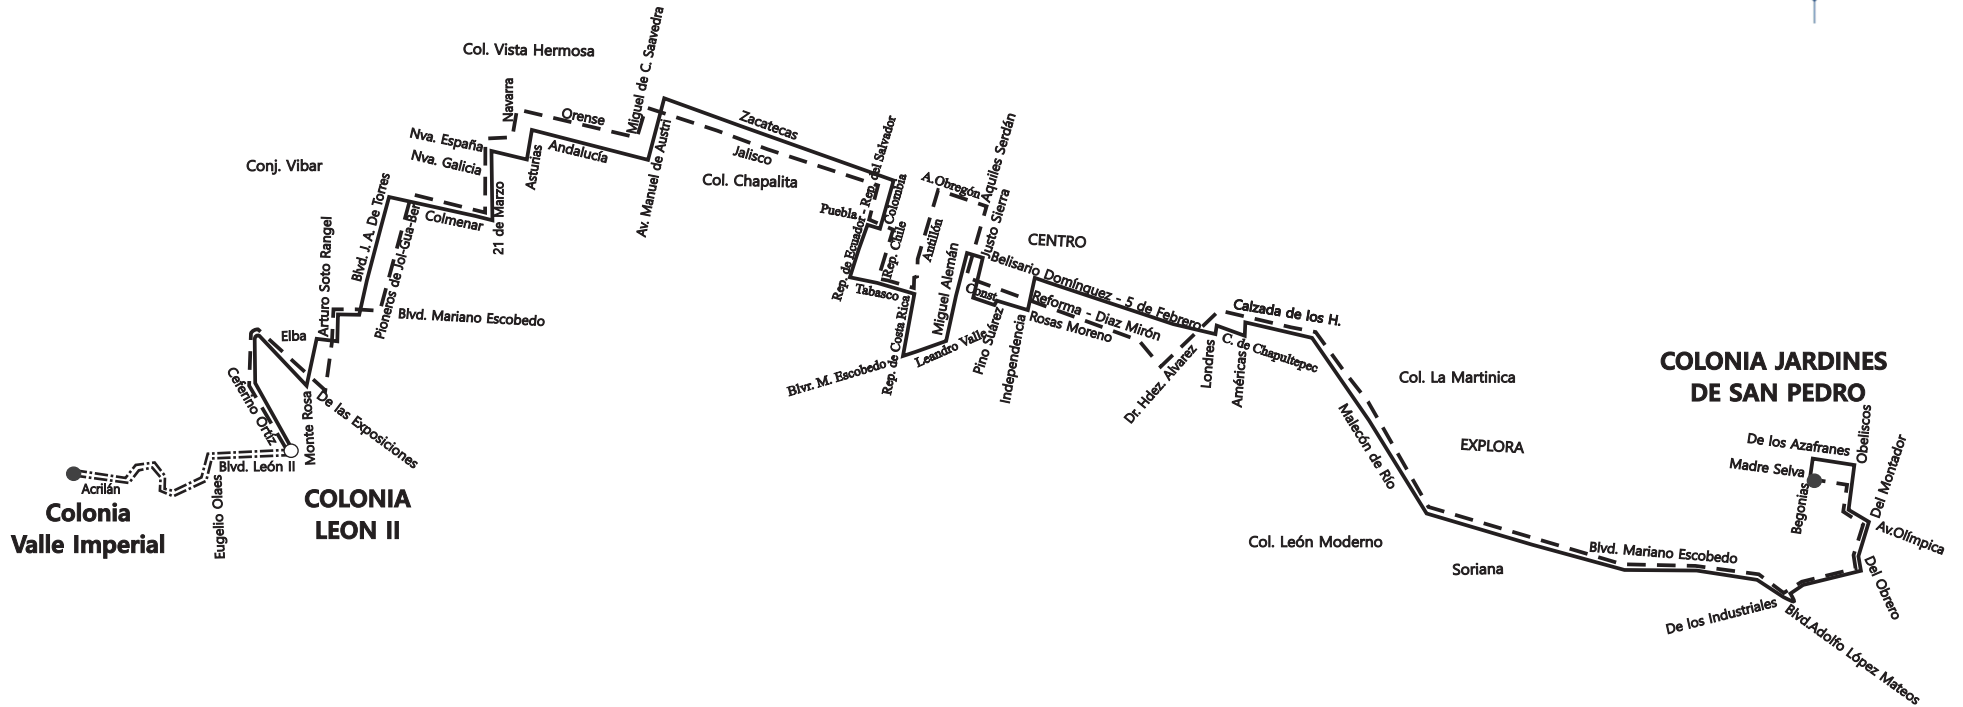 Col. Vista Hermosa
Miguel de C. Saavedra
Navarra
Orense
Nva. España
Nva. Galicia
Asturias
Andalucía
Conj. Vibar
Blvd. J. A. De Torres
Colmenar
21 de Marzo
Av. Manuel de Austri
Zacatecas
Jalisco
Col. Chapalita
Arturo Soto Rangel
Pioneros de Jol-Gua-Ber
Blvd. Mariano Escobedo
Elba
Ceferino Ortiz
Monte Rosa
De las Exposiciones
Blvd. León II
Acrilán
Eugelio Olaes
Colonia
Valle Imperial
COLONIA
LEON II
Rep. de Ecuador - Rep. del Salvador
Colombia
Puebla
Rep. Chile
Tabasco
Antillón
A.Obregón
Aquiles Serdán
Justo Sierra
Miguel Alemán
Rep. de Costa Rica
Blvr. M. Escobedo
Leandro Valle
CENTRO
Belisario Domínguez - 5 de Febrero
Const.
Pino Suárez
Independencia
Reforma - Diaz Mirón
Rosas Moreno
Dr. Hdez. Alvarez
Londres
Américas
C. de Chapultepec
Calzada de los H.
Col. La Martinica
Malecón de Río
EXPLORA
Col. León Moderno
Soriana
Blvd. Mariano Escobedo
COLONIA JARDINES
DE SAN PEDRO
De los Azafranes
Obeliscos
Madre Selva
Begonias
Del Montador
Av.Olímpica
Del Obrero
De los Industriales
Blvd.Adolfo López Mateos